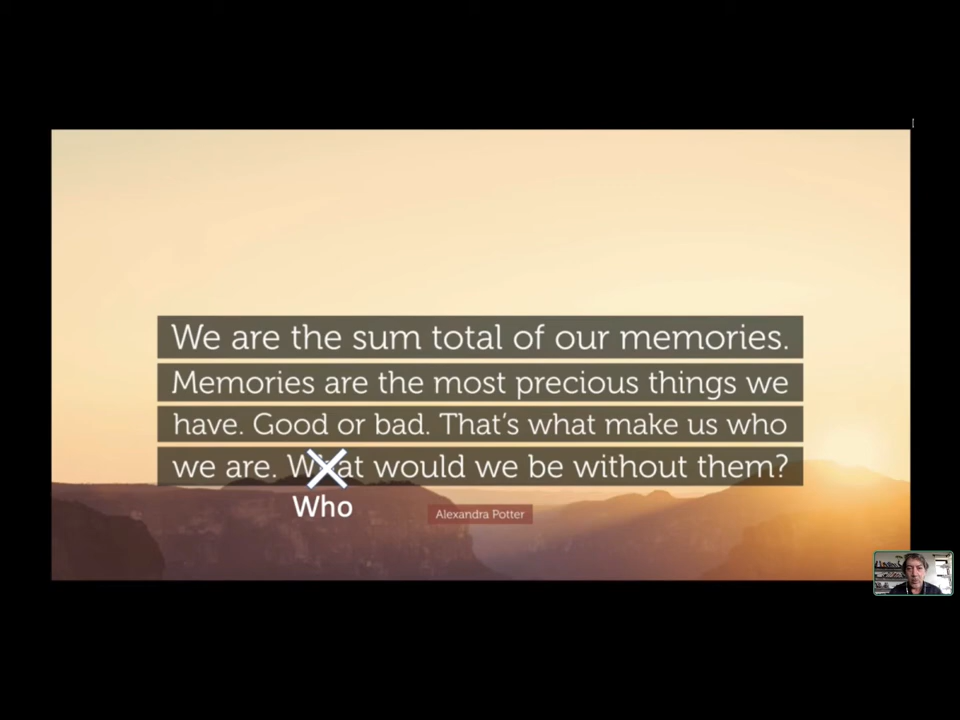 We are the sum total of our memories.
Memories are the most precious things we
have. Good or bad. That's what make us who
we are. What would we be without them?
Who
Alexandra Potter